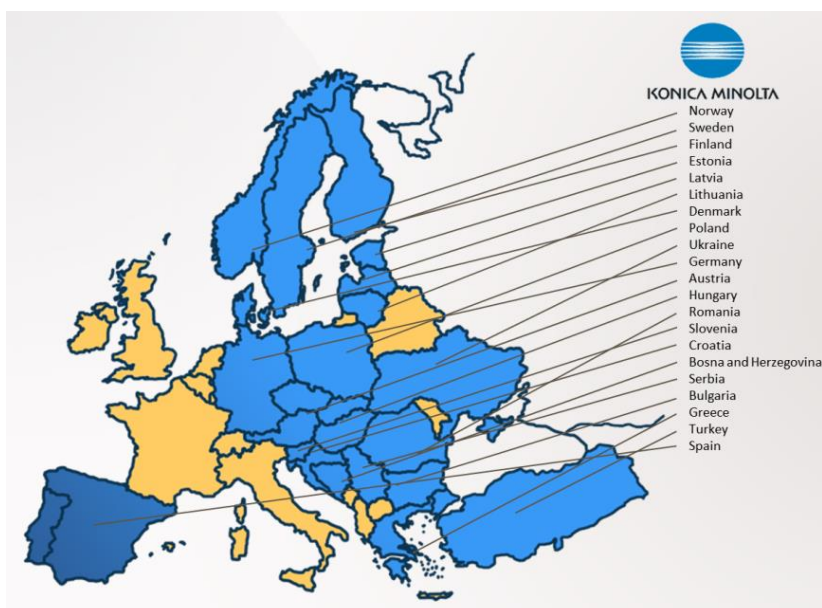 KONICA MINOLTA
Norway
Sweden
Finland
Estonia
Latvia
Lithuania
Denmark
Poland
Ukraine
Germany
Austria
Hungary
Romania
Slovenia
Croatia
Bosna and Herzegovina
Serbia
Bulgaria
Greece
Turkey
Spain